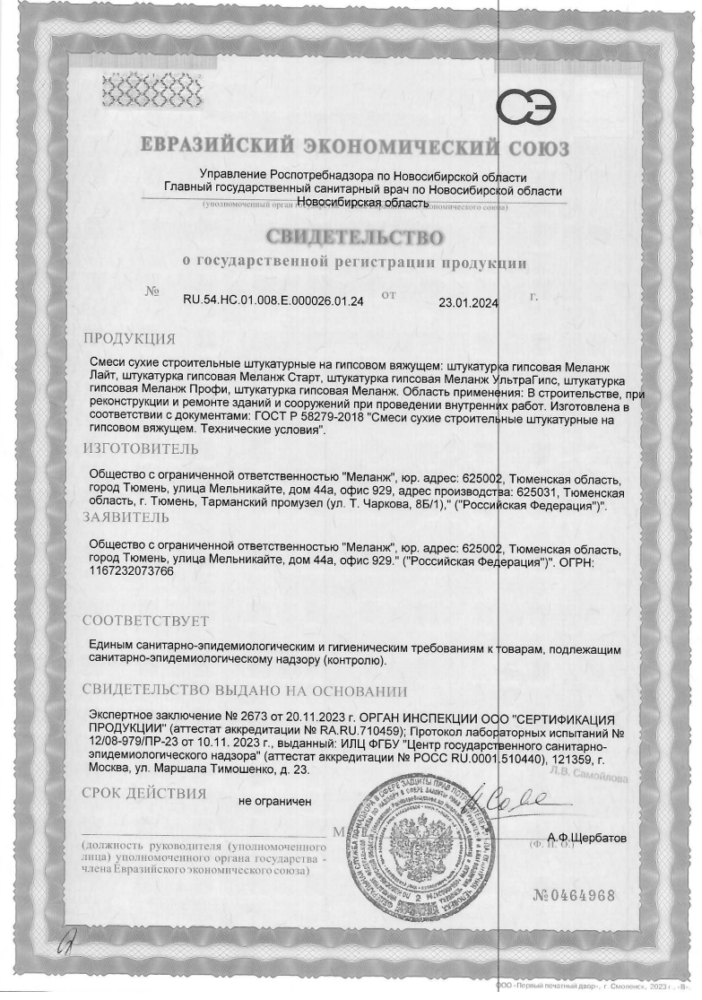 СЭ
ЕВРАЗИЙСКИЙ ЭКОНОМИЧЕСКИЙ СОЮЗ
Управление Роспотребнадзора по Новосибирской области
Главный государственный санитарный врач по Новосибирской области
Новосибирская область
(уполномоченный орган экономического союза)
СВИДЕТЕЛЬСТВО
о государственной регистрации продукции
№ RU.54.НС.01.008.Е.000026.01.24 от 23.01.2024 г.
ПРОДУКЦИЯ
Смеси сухие строительные штукатурные на гипсовом вяжущем: штукатурка гипсовая Меланж
Лайт, штукатурка гипсовая Меланж Старт, штукатурка гипсовая Меланж УльтраГипс, штукатурка
гипсовая Меланж Профи, штукатурка гипсовая Меланж. Область применения: В строительстве, при
реконструкции и ремонте зданий и сооружений при проведении внутренних работ. Изготовлена в
соответствии с документами: ГОСТ Р 58279-2018 "Смеси сухие строительные штукатурные на
гипсовом вяжущем. Технические условия".
ИЗГОТОВИТЕЛЬ
Общество с ограниченной ответственностью "Меланж", юр. адрес: 625002, Тюменская область,
город Тюмень, улица Мельникайте, дом 44а, офис 929, адрес производства: 625031, Тюменская
область, г. Тюмень, Тарманский промузел (ул. Т. Чаркова, 8Б/1)," ("Российская Федерация")".
ЗАЯВИТЕЛЬ
Общество с ограниченной ответственностью "Меланж", юр. адрес: 625002, Тюменская область,
город Тюмень, улица Мельникайте, дом 44а, офис 929." ("Российская Федерация")". ОГРН:
1167232073766
СООТВЕТСТВУЕТ
Единым санитарно-эпидемиологическим и гигиеническим требованиям к товарам, подлежащим
санитарно-эпидемиологическому надзору (контролю).
СВИДЕТЕЛЬСТВО ВЫДАНО НА ОСНОВАНИИ
Экспертное заключение № 2673 от 20.11.2023 г. ОРГАН ИНСПЕКЦИИ ООО "СЕРТИФИКАЦИЯ
ПРОДУКЦИИ" (аттестат аккредитации № RA.RU.710459); Протокол лабораторных испытаний №
12/08-979/ПР-23 от 10.11. 2023 г., выданный: ИЛЦ ФГБУ "Центр государственного санитарно-
эпидемиологического надзора" (аттестат аккредитации № РОСС RU.0001.510440), 121359, г.
Москва, ул. Маршала Тимошенко, д. 23.
Л.В. Самойлова
СРОК ДЕЙСТВИЯ не ограничен
М
А.Ф.Щербатов
(Ф. И. О.)
(должность руководителя (уполномоченного
лица) уполномоченного органа государства -
члена Евразийского экономического союза)
№0464968
ООО «Первый печатный двор», г. Смоленск, 2023 г., «В»